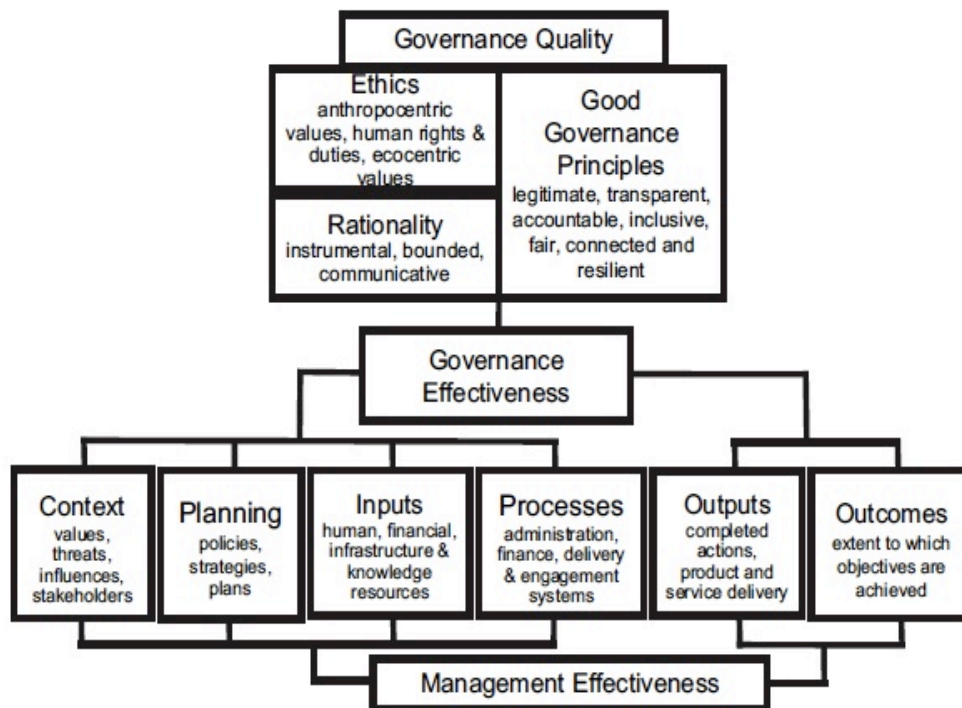 Governance Quality
Ethics
anthropocentric
values, human rights &
duties, ecocentric
values
Rationality
instrumental, bounded,
communicative
Good
Governance
Principles
legitimate, transparent,
accountable, inclusive,
fair, connected and
resilient
Governance
Effectiveness
Context
values,
threats,
influences,
stakeholders
Planning
policies,
strategies,
plans
Inputs
human, financial,
infrastructure &
knowledge
resources
Processes
administration,
finance, delivery
& engagement
systems
Outputs
completed
actions,
product and
service delivery
Outcomes
extent to which
objectives are
achieved
Management Effectiveness